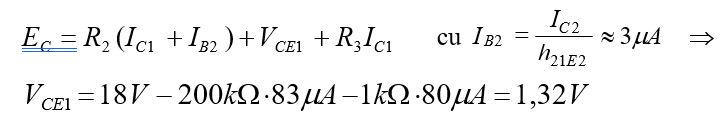 E_C = R_2 (I_C1 + I_B2) + V_CE1 + R_3 I_C1 cu I_B2 = I_C2 / h_21E2 ≈ 3μA ⇒
V_CE1 = 18V − 200kΩ·83μA − 1kΩ·80μA = 1,32V